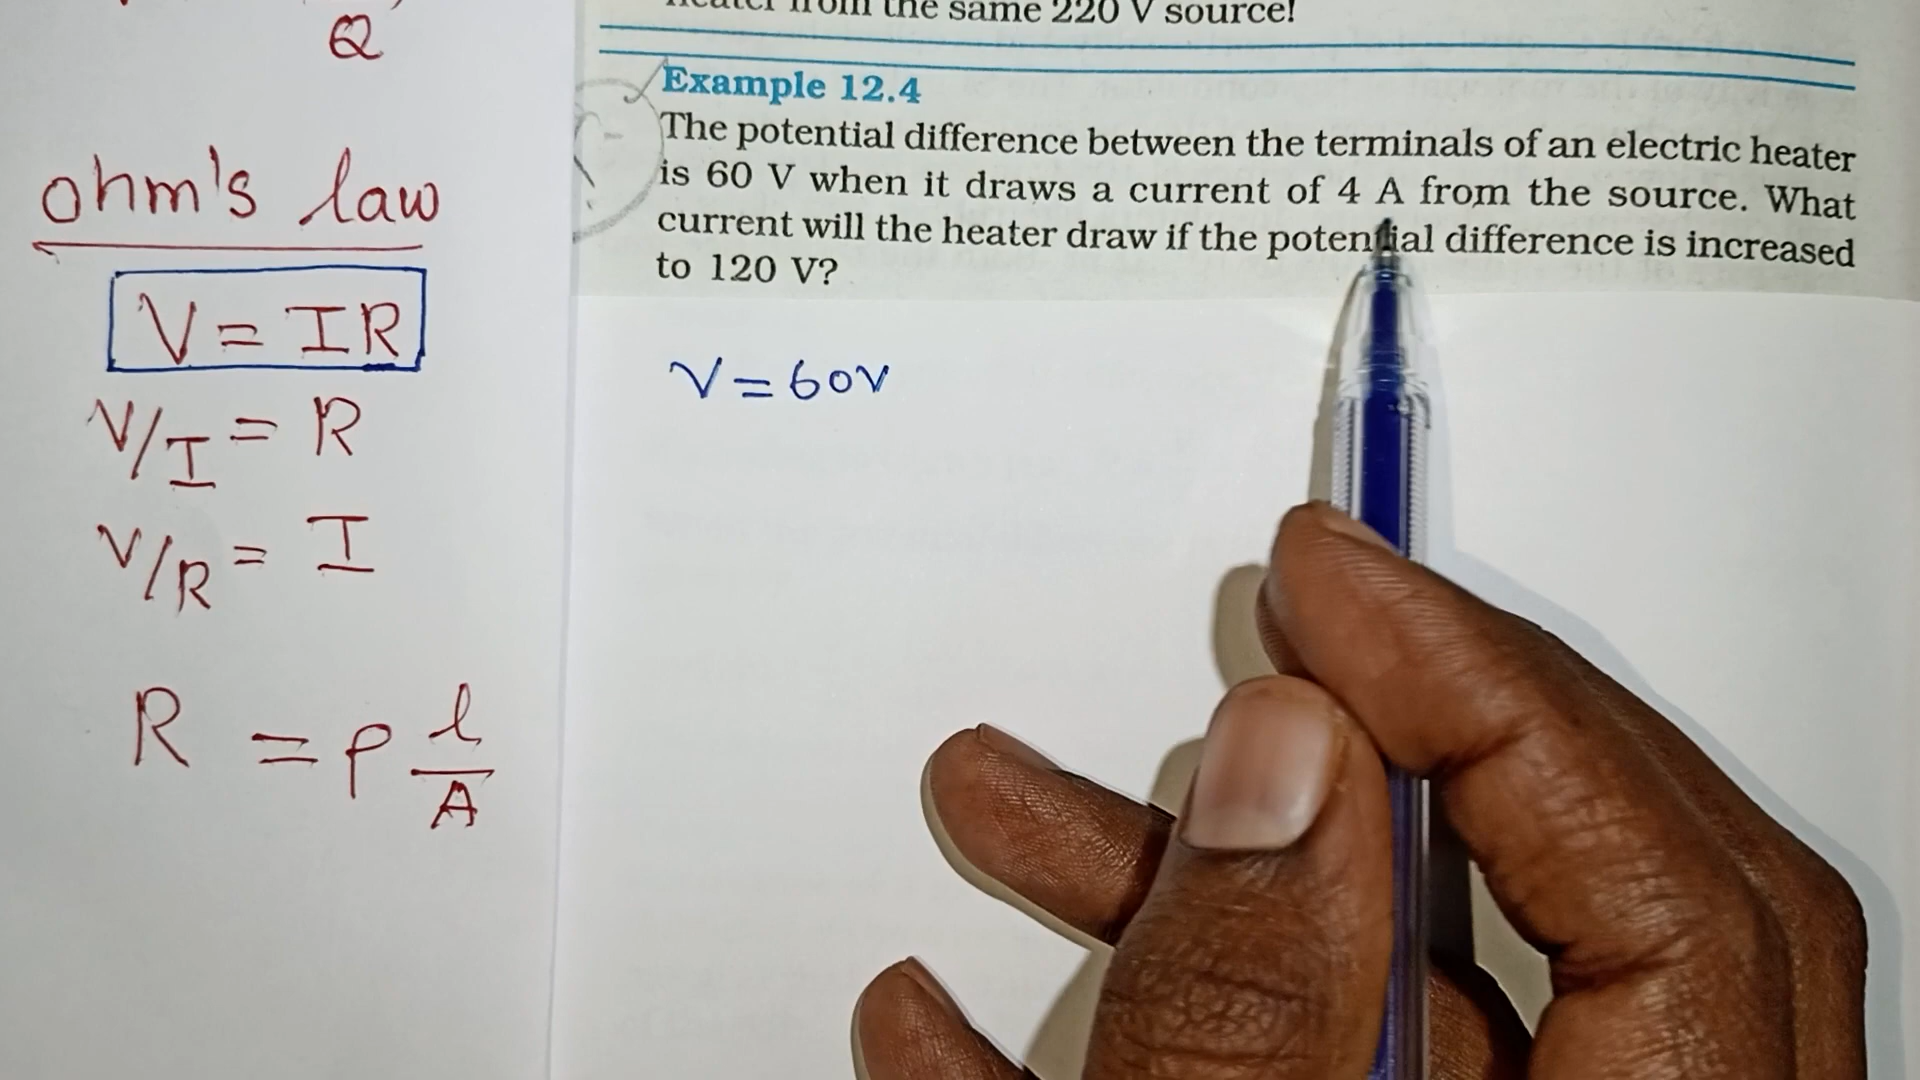 Q
ohm's law
V = IR
V/I = R
V/R = I
R = ρ l/A
heater from the same 220 V source!
Example 12.4
The potential difference between the terminals of an electric heater
is 60 V when it draws a current of 4 A from the source. What
current will the heater draw if the potential difference is increased
to 120 V?
V = 60V